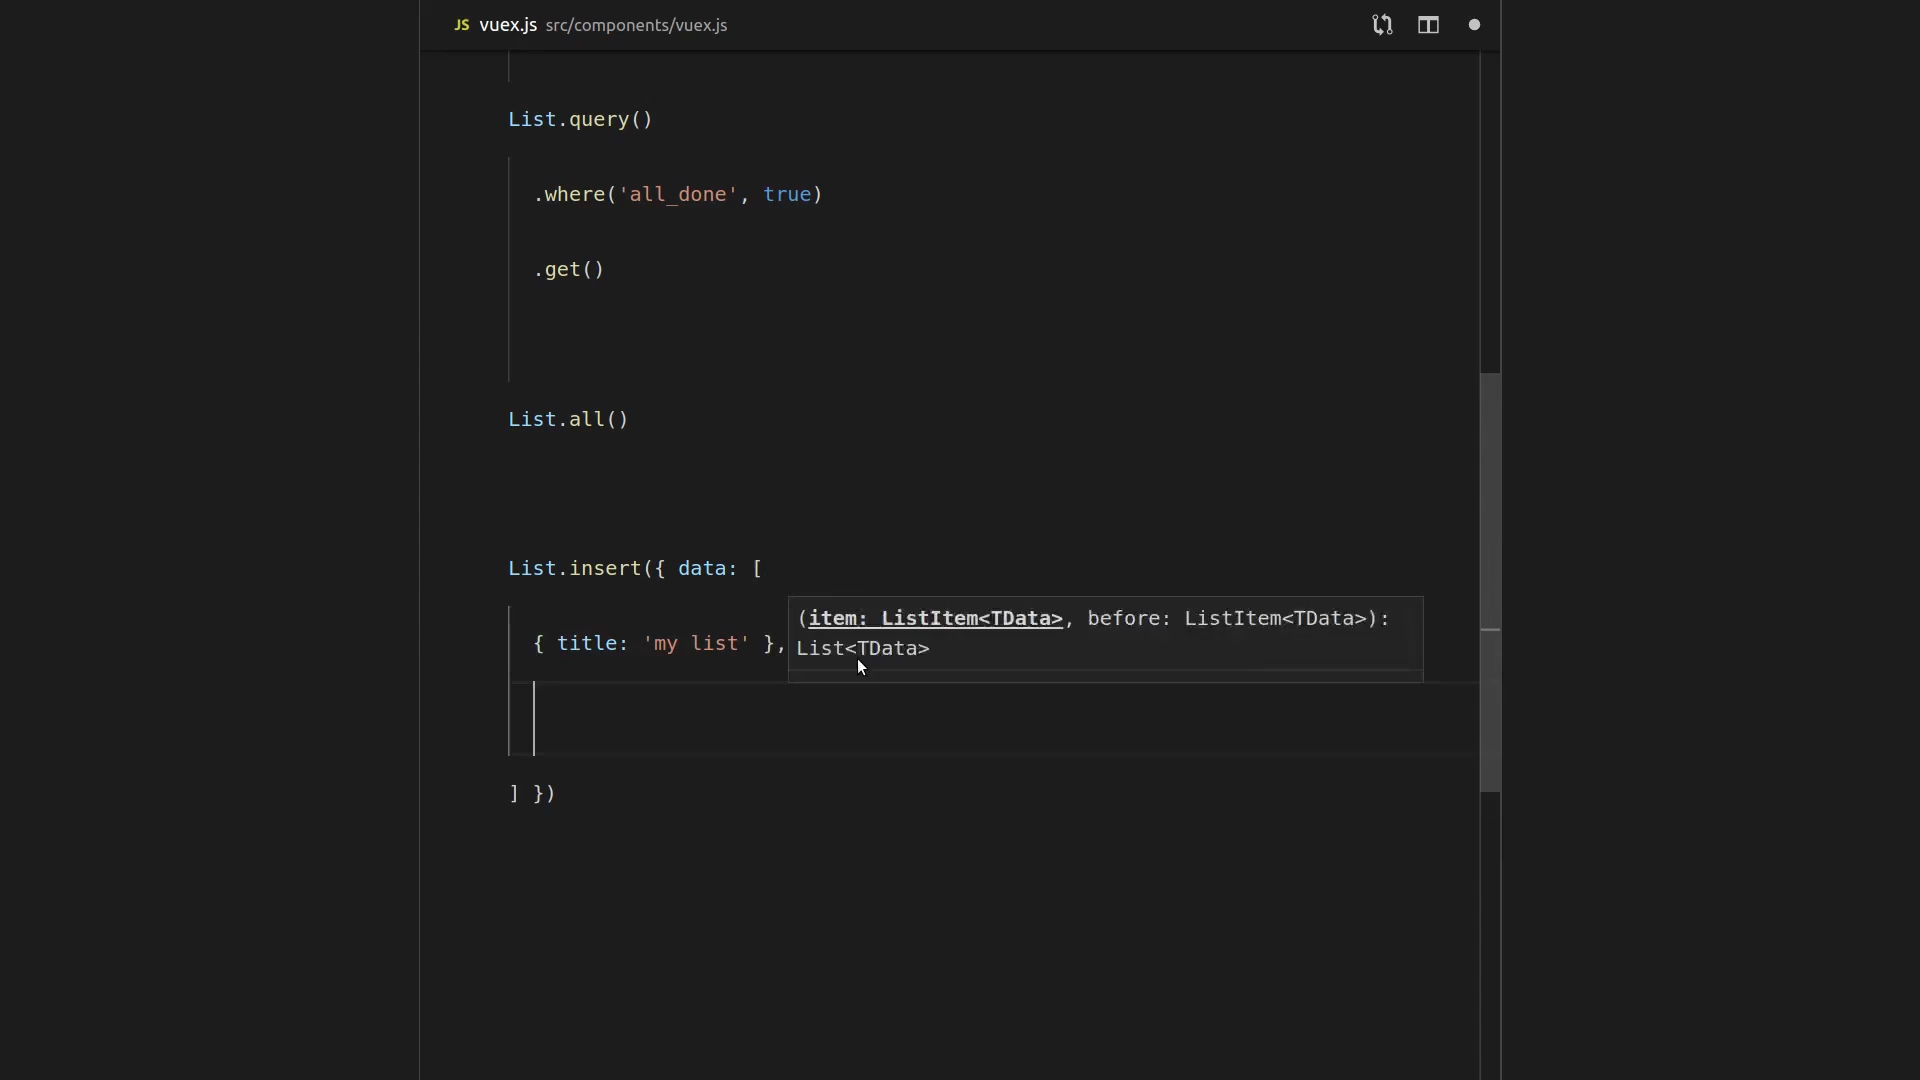 JS vuex.js src/components/vuex.js
List.query()
.where('all_done', true)
.get()
List.all()
List.insert({ data: [
{ title: 'my list' },
(item: ListItem<TData>, before: ListItem<TData>):
List<TData>
] })